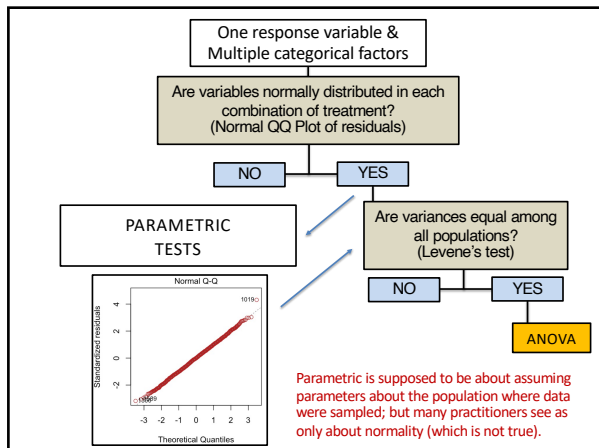 One response variable &
Multiple categorical factors
Are variables normally distributed in each
combination of treatment?
(Normal QQ Plot of residuals)
NO
YES
PARAMETRIC
TESTS
Are variances equal among
all populations?
(Levene's test)
NO
YES
ANOVA
Normal Q-Q
Standardized residuals
4
2
0
-2
1019
-3
-2
-1
0
1
2
3
Theoretical Quantiles
Parametric is supposed to be about assuming
parameters about the population where data
were sampled; but many practitioners see as
only about normality (which is not true).